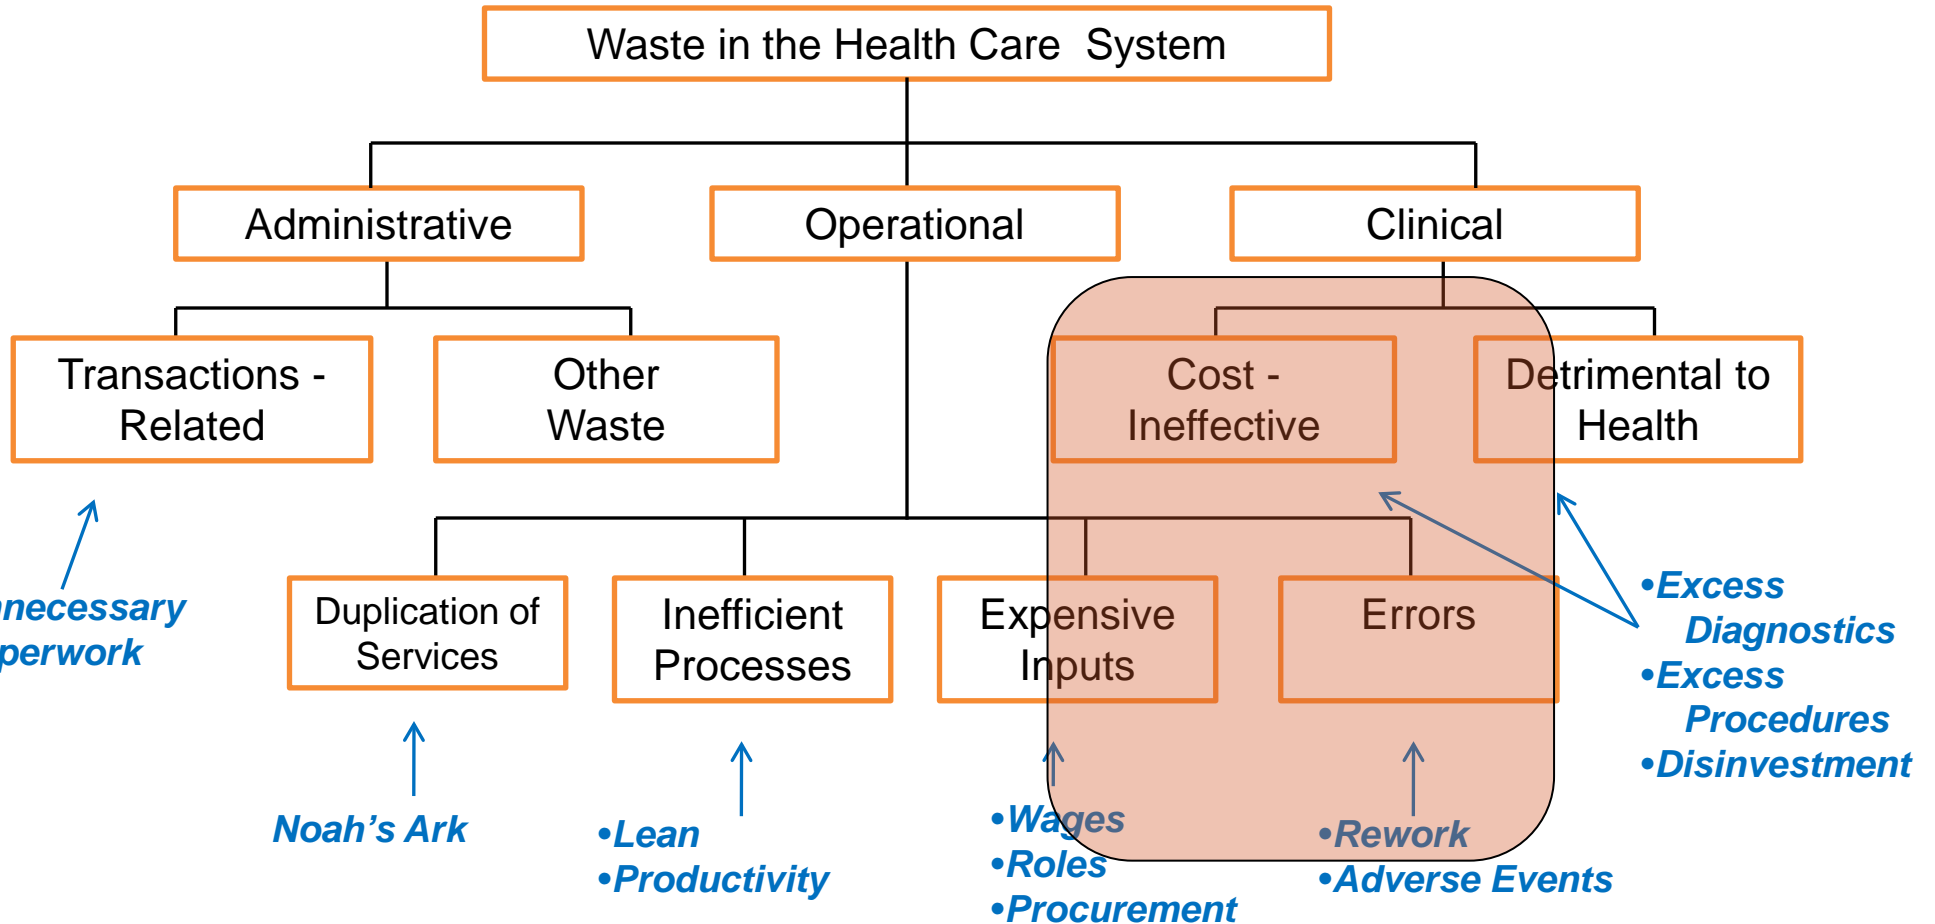 Waste in the Health Care System
Administrative
Operational
Clinical
Transactions -
Related
Other
Waste
Cost -
Ineffective
Detrimental to
Health
Duplication of
Services
Inefficient
Processes
Expensive
Inputs
Errors
nnecessary
perwork
Noah's Ark
•Lean
•Productivity
•Wages
•Roles
•Procurement
•Rework
•Adverse Events
•Excess
Diagnostics
•Excess
Procedures
•Disinvestment